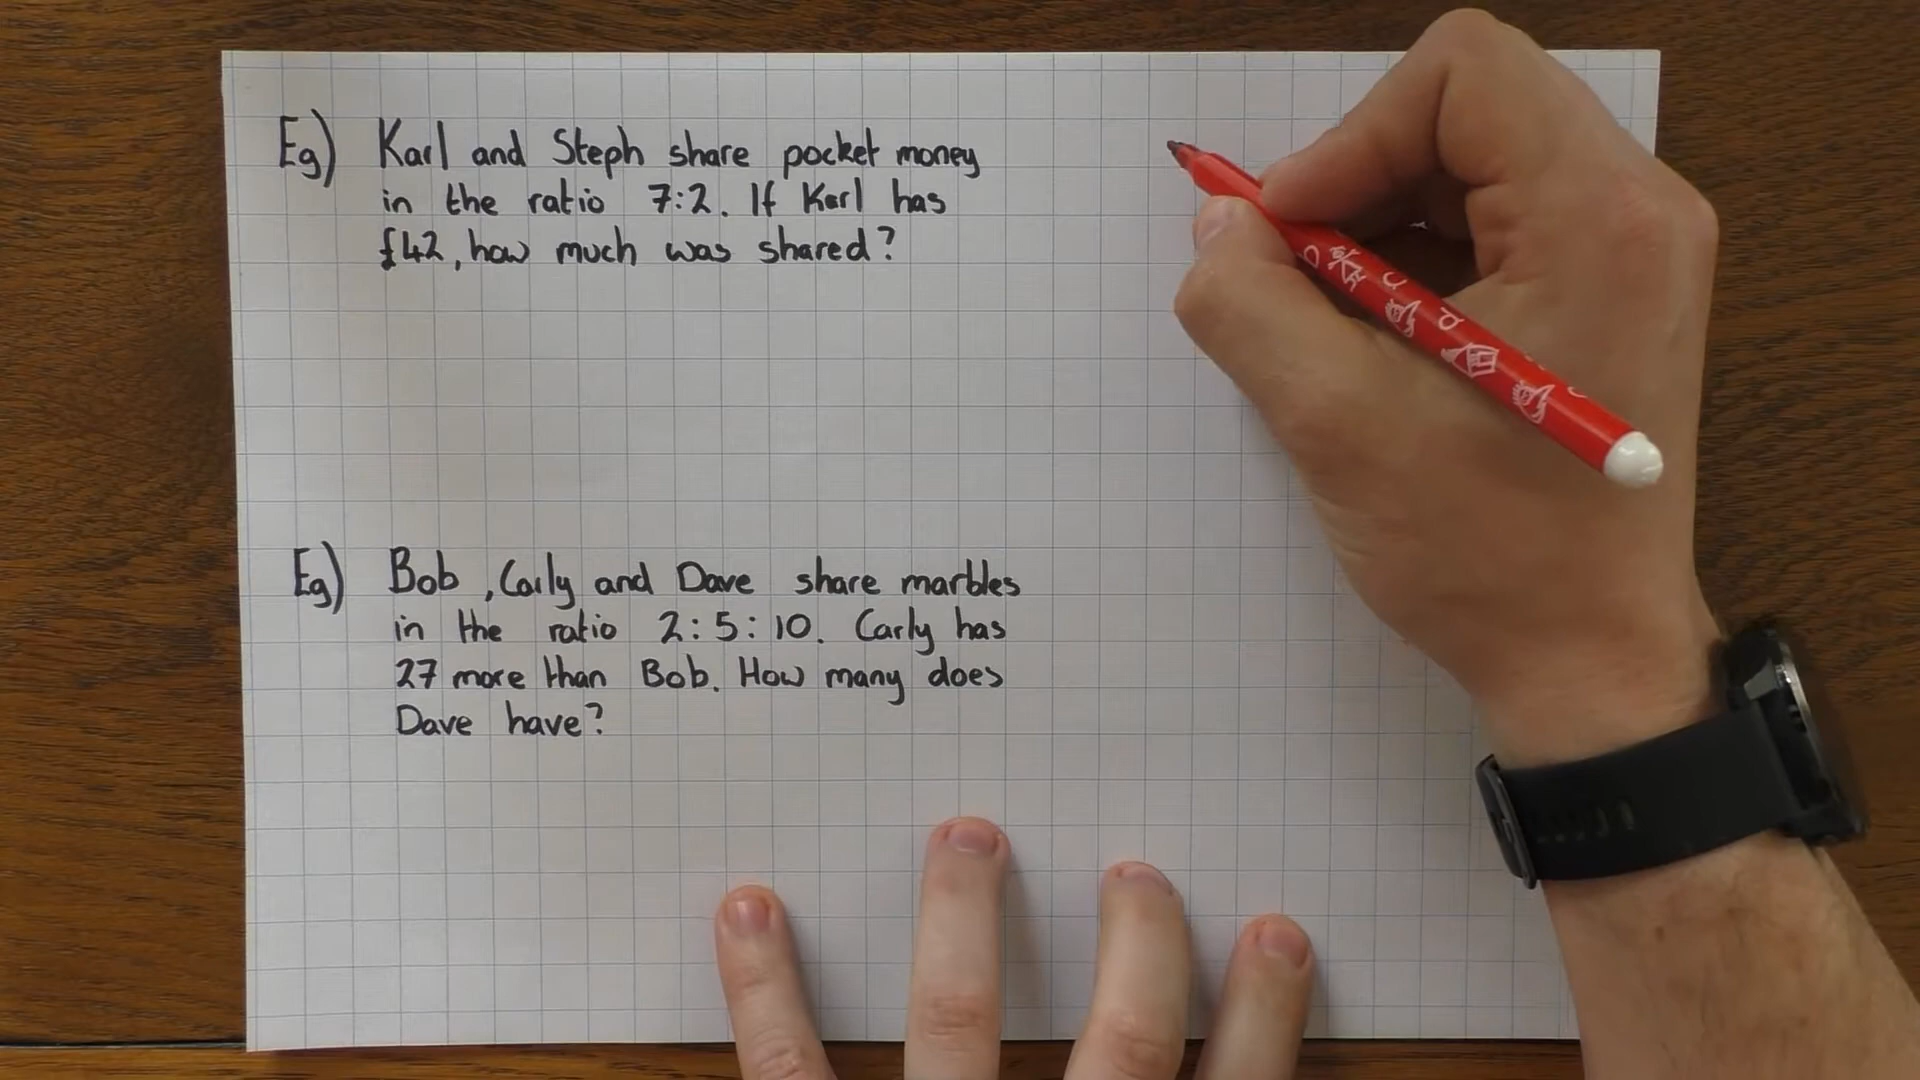 Eg) Karl and Steph share pocket money
in the ratio 7:2. If Karl has
£42, how much was shared?
Eg) Bob, Carly and Dave share marbles
in the ratio 2:5:10. Carly has
27 more than Bob. How many does
Dave have?